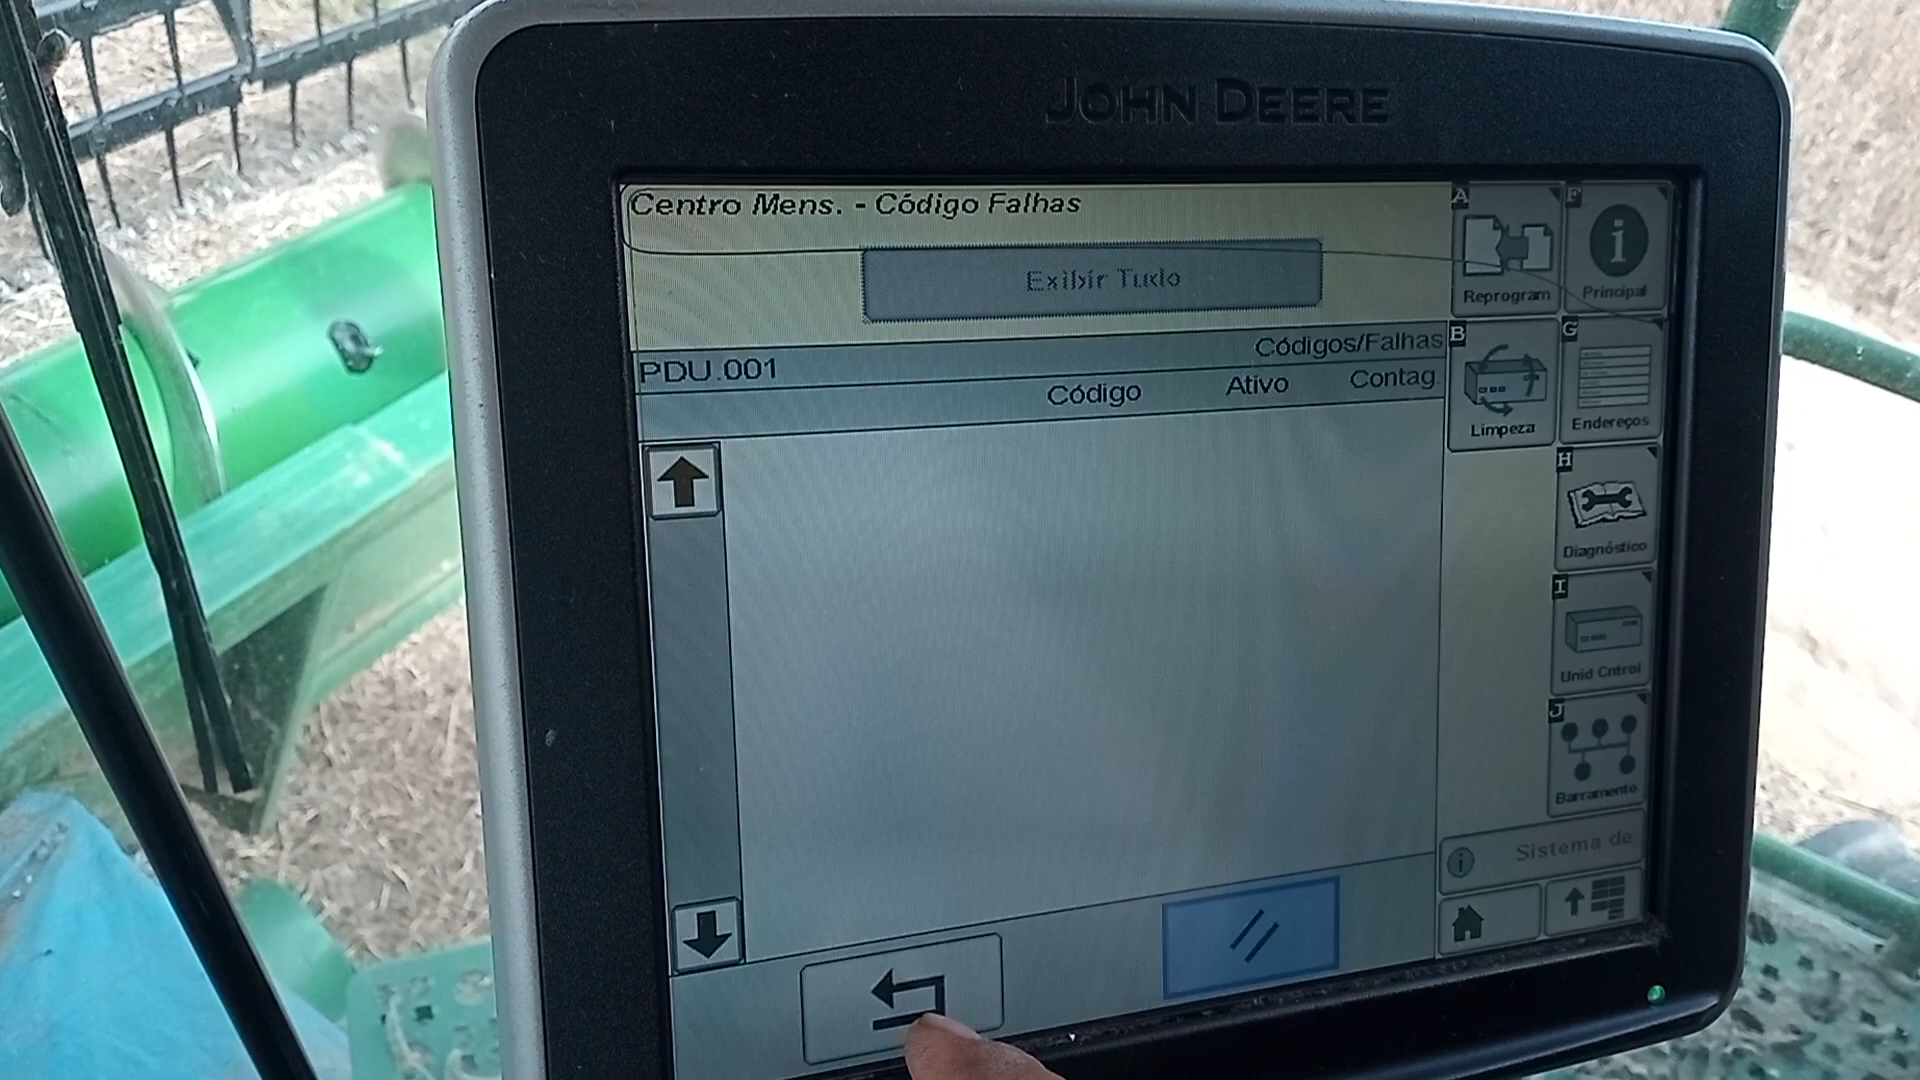 JOHN DEERE
Centro Mens. - Código Falhas
Exibir Tudo
PDU.001
Códigos/Falhas
Código
Ativo
Contag.
A
Reprogram
F
Principal
B
Limpeza
G
Endereços
H
Diagnóstico
I
Unid Cntrol
J
Barramento
Sistema de